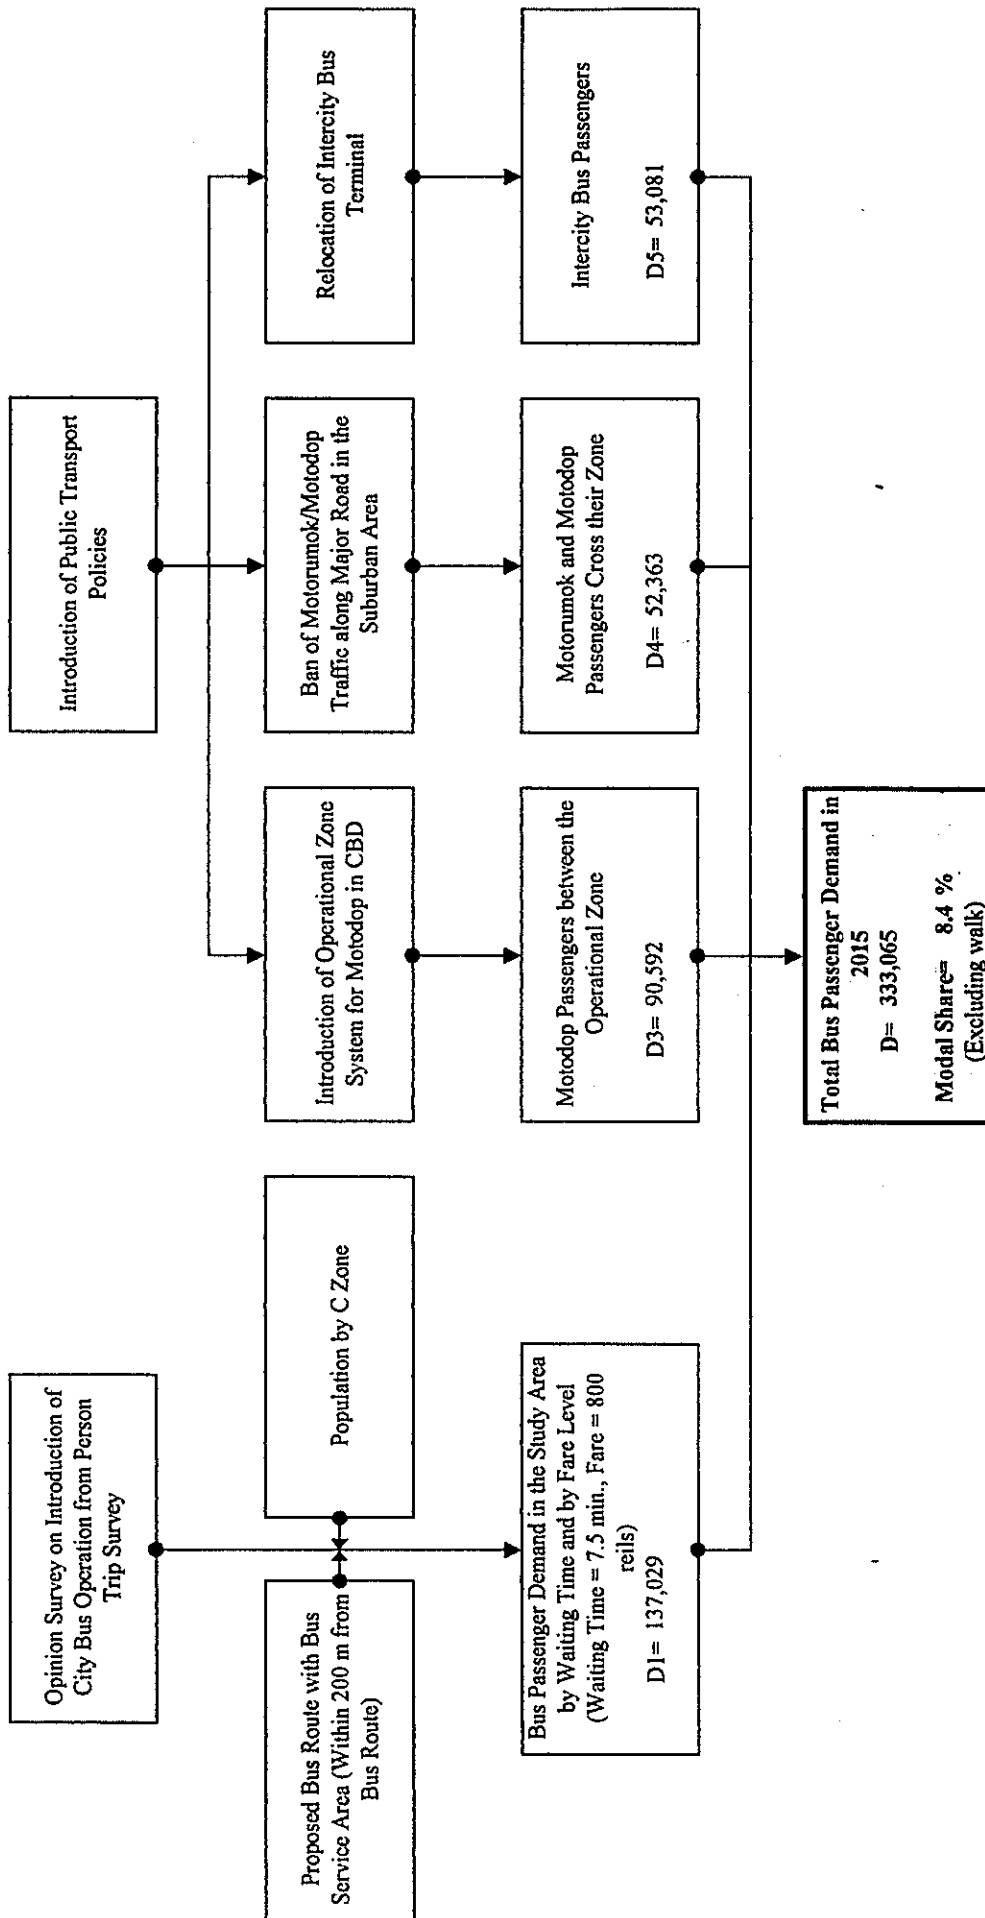 Opinion Survey on Introduction of
City Bus Operation from Person
Trip Survey
Introduction of Public Transport
Policies
Proposed Bus Route with Bus
Service Area (Within 200 m from
Bus Route)
Population by C Zone
Introduction of Operational Zone
System for Motodop in CBD
Ban of Motorumok/Motodop
Traffic along Major Road in the
Suburban Area
Relocation of Intercity Bus
Terminal
Bus Passenger Demand in the Study Area
by Waiting Time and by Fare Level
(Waiting Time = 7.5 min., Fare = 800
reils)
D1= 137,029
Motodop Passengers between the
Operational Zone
D3= 90,592
Motorumok and Motodop
Passengers Cross their Zone
D4= 52,363
Intercity Bus Passengers
D5= 53,081
Total Bus Passenger Demand in
2015
D= 333,065
Modal Share= 8.4 %
(Excluding walk)